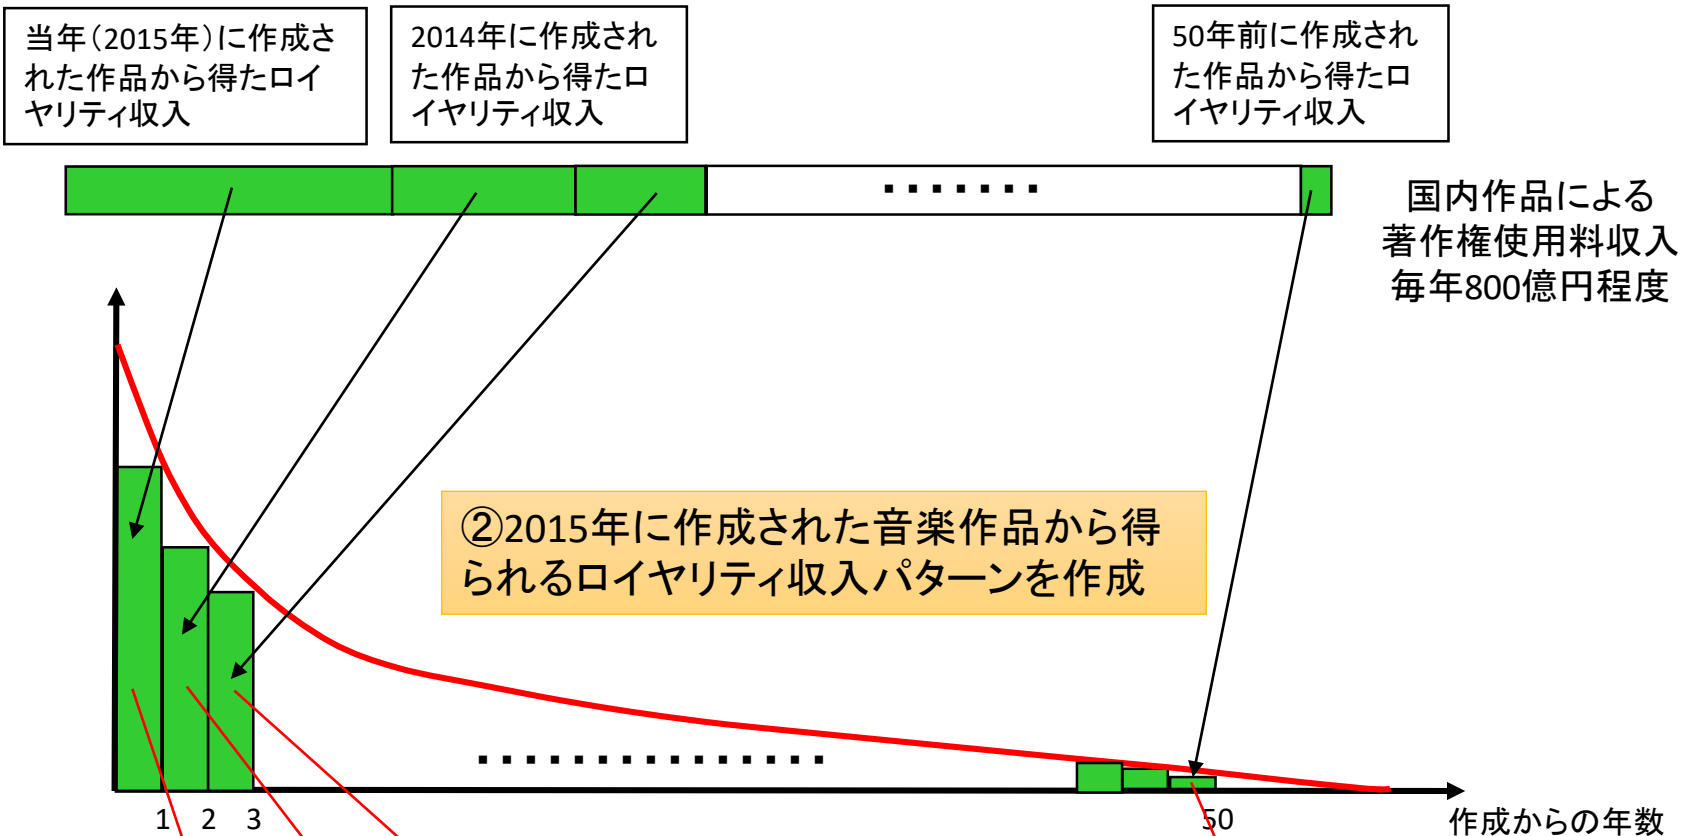 当年（2015年）に作成さ
れた作品から得たロイ
ヤリティ収入
2014年に作成され
た作品から得たロ
イヤリティ収入
50年前に作成され
た作品から得たロ
イヤリティ収入
・・・・・・・
国内作品による
著作権使用料収入
毎年800億円程度
②2015年に作成された音楽作品から得
られるロイヤリティ収入パターンを作成
・・・・・・・・・・・・・・・
1 2 3 50 作成からの年数